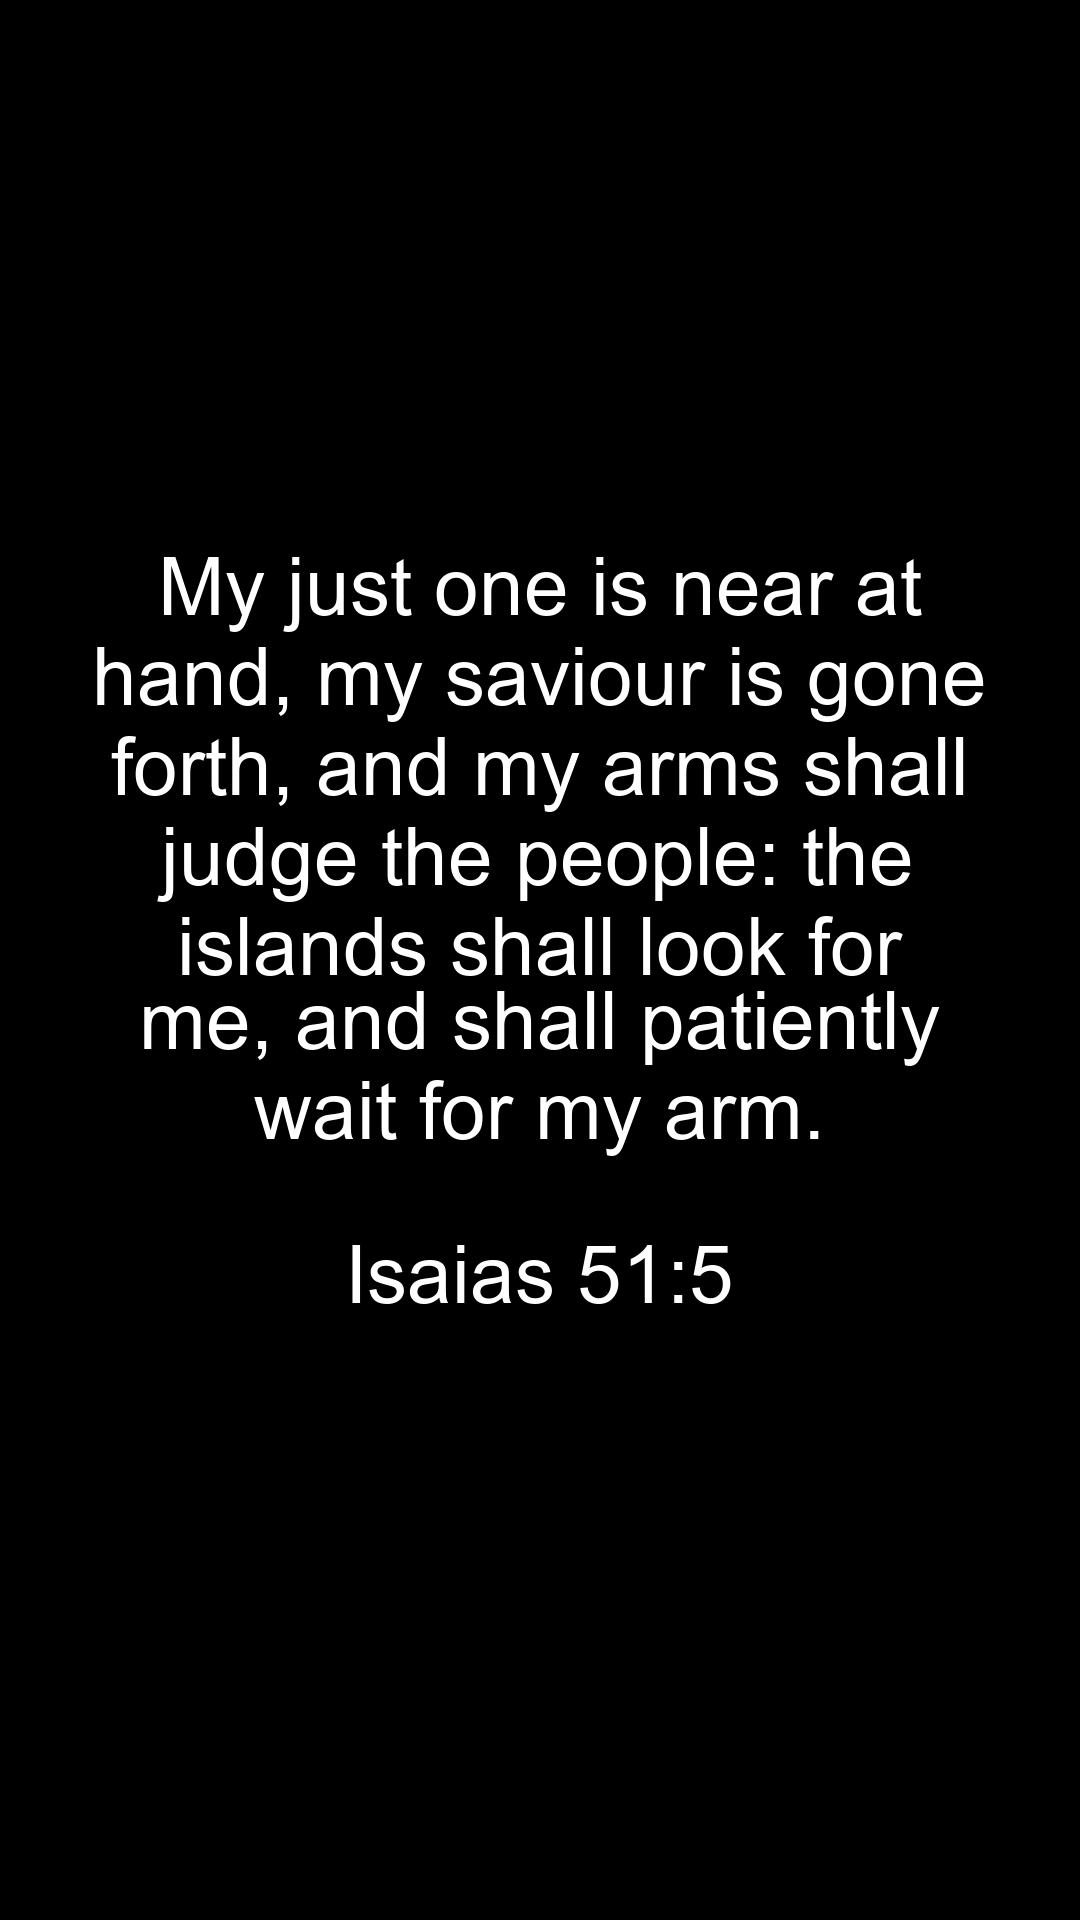 My just one is near at
hand, my saviour is gone
forth, and my arms shall
judge the people: the
islands shall look for
me, and shall patiently
wait for my arm.
Isaias 51:5